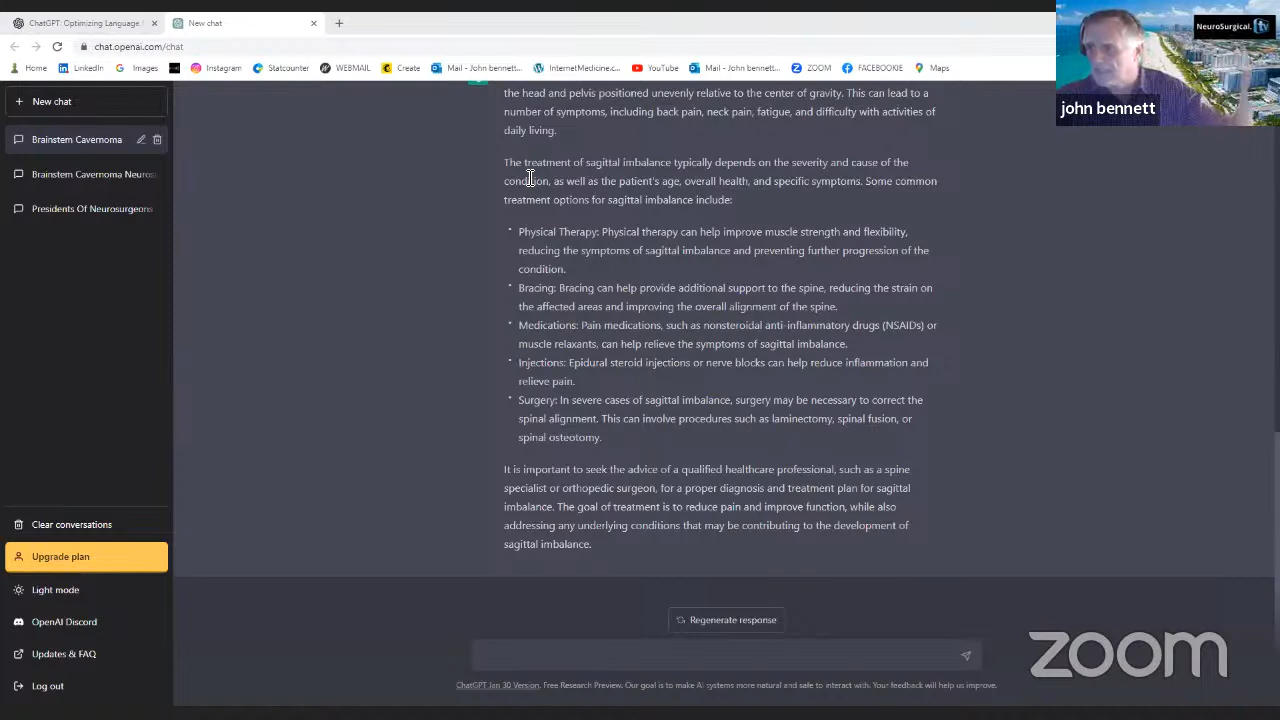 ChatGPT: Optimizing Language
New chat
chat.openai.com/chat
Home
LinkedIn
Images
Instagram
Statcounter
WEBMAIL
Create
Mail - John bennett...
InternetMedicine.c...
YouTube
Mail - John bennett...
ZOOM
FACEBOOKIE
Maps
NeuroSurgical.tv
john bennett
New chat
Brainstem Cavernoma
Brainstem Cavernoma Neuros
Presidents Of Neurosurgeons
Clear conversations
Upgrade plan
Light mode
OpenAI Discord
Updates & FAQ
Log out
the head and pelvis positioned unevenly relative to the center of gravity. This can lead to a
number of symptoms, including back pain, neck pain, fatigue, and difficulty with activities of
daily living.
The treatment of sagittal imbalance typically depends on the severity and cause of the
condition, as well as the patient's age, overall health, and specific symptoms. Some common
treatment options for sagittal imbalance include:
Physical Therapy: Physical therapy can help improve muscle strength and flexibility,
reducing the symptoms of sagittal imbalance and preventing further progression of the
condition.
Bracing: Bracing can help provide additional support to the spine, reducing the strain on
the affected areas and improving the overall alignment of the spine.
Medications: Pain medications, such as nonsteroidal anti-inflammatory drugs (NSAIDs) or
muscle relaxants, can help relieve the symptoms of sagittal imbalance.
Injections: Epidural steroid injections or nerve blocks can help reduce inflammation and
relieve pain.
Surgery: In severe cases of sagittal imbalance, surgery may be necessary to correct the
spinal alignment. This can involve procedures such as laminectomy, spinal fusion, or
spinal osteotomy.
It is important to seek the advice of a qualified healthcare professional, such as a spine
specialist or orthopedic surgeon, for a proper diagnosis and treatment plan for sagittal
imbalance. The goal of treatment is to reduce pain and improve function, while also
addressing any underlying conditions that may be contributing to the development of
sagittal imbalance.
Regenerate response
ChatGPT Jan 30 Version. Free Research Preview. Our goal is to make AI systems more natural and safe to interact with. Your feedback will help us improve.
zoom